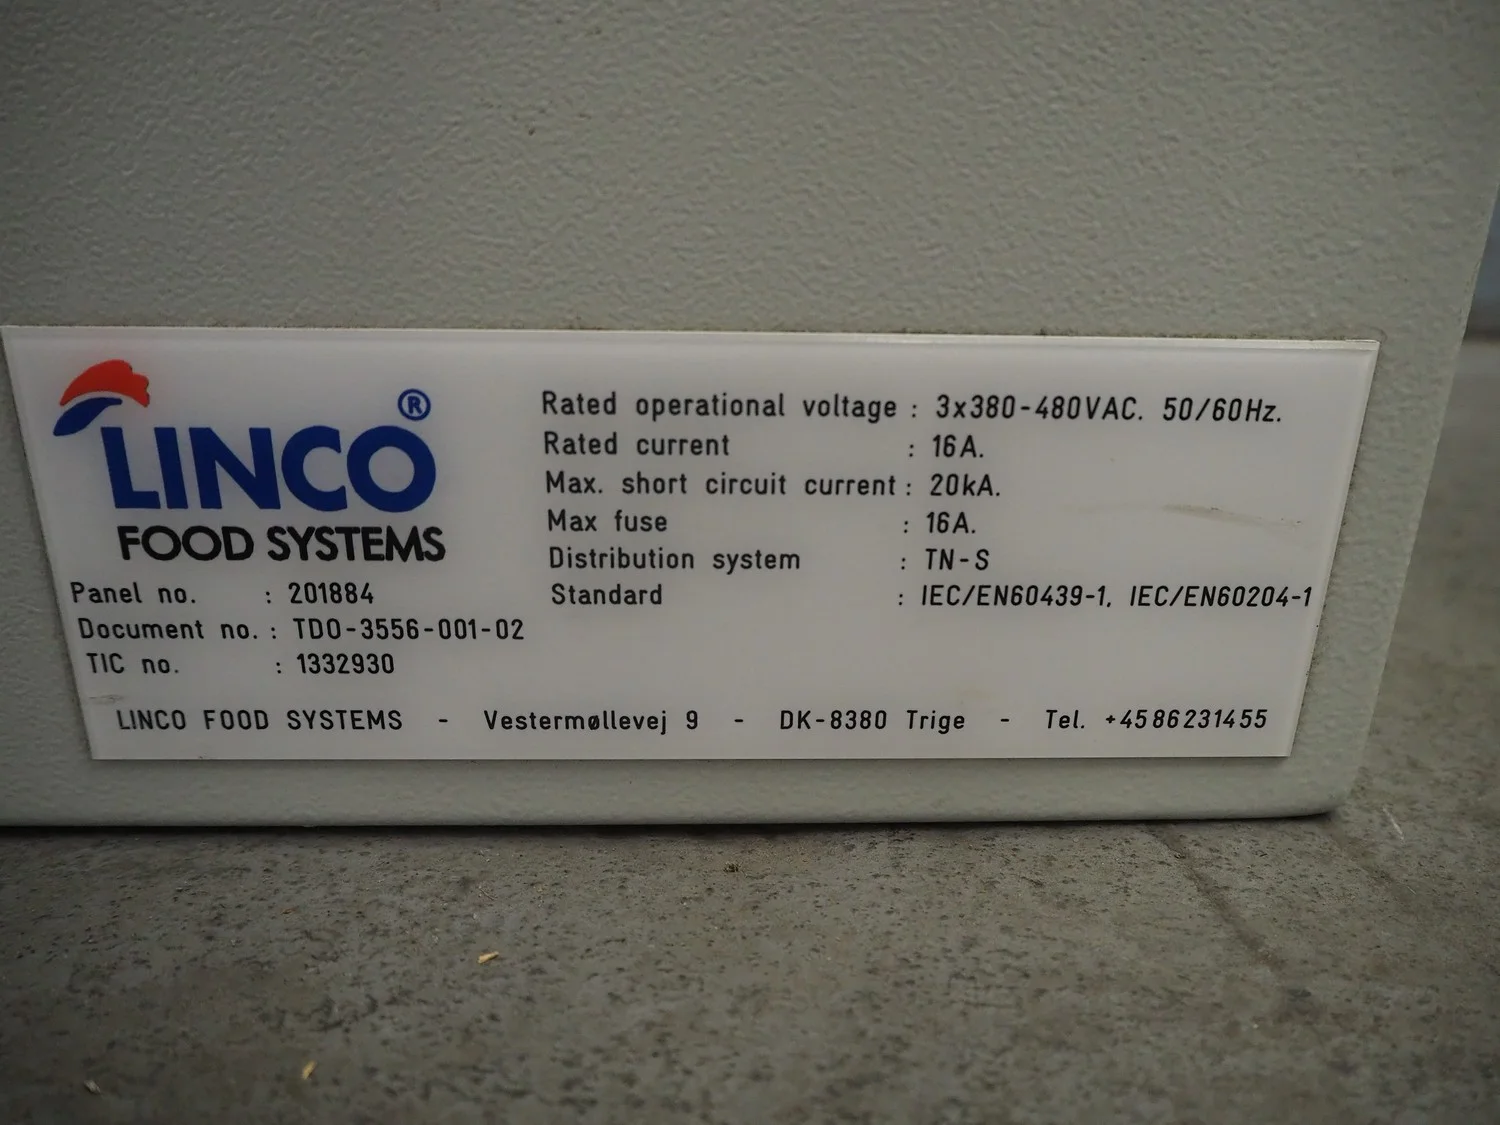 LINCO®
FOOD SYSTEMS
Panel no. : 201884
Document no. : TDO-3556-001-02
TIC no. : 1332930
Rated operational voltage : 3x380-480VAC. 50/60Hz.
Rated current : 16A.
Max. short circuit current : 20kA.
Max fuse : 16A.
Distribution system : TN-S
Standard : IEC/EN60439-1, IEC/EN60204-1
LINCO FOOD SYSTEMS - Vestermøllevej 9 - DK-8380 Trige - Tel. +4586231455